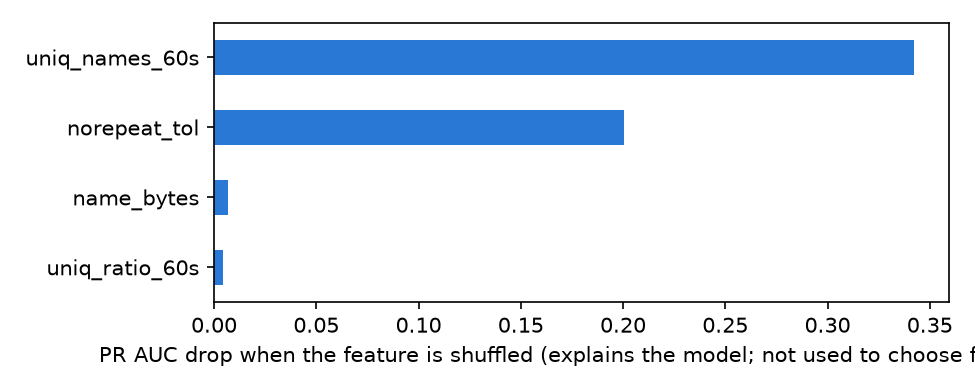 uniq_names_60s
norepeat_tol
name_bytes
uniq_ratio_60s
0.00 0.05 0.10 0.15 0.20 0.25 0.30 0.35
PR AUC drop when the feature is shuffled (explains the model; not used to choose